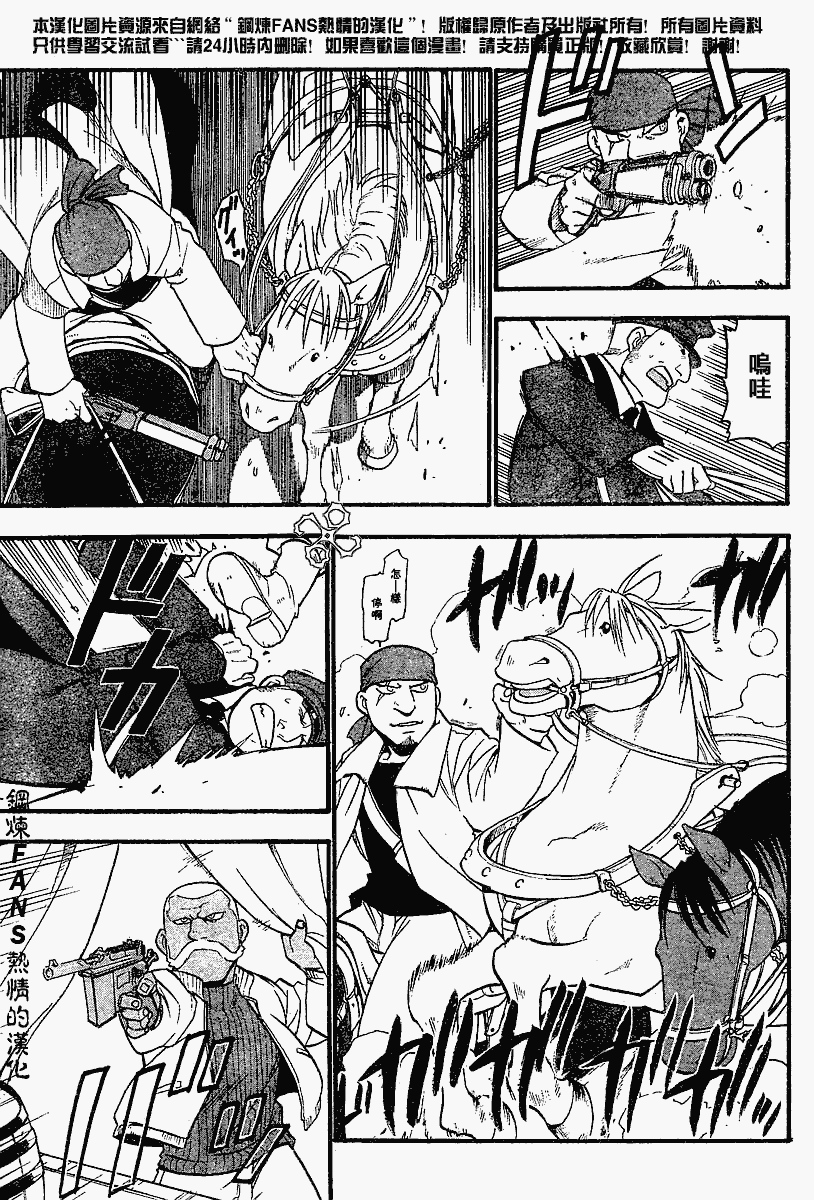 本漢化圖片資源來自網絡“鋼煉FANS熱情的漢化”！版權歸原作者及出版社所有！所有圖片資料
只供學習交流試看```請24小時內刪除！如果喜歡這個漫畫！請支持購買正版！收藏欣賞！謝謝！
ドッ
グイッ
嗚哇
怎樣
停啊
ガガッ
ドカ
ガガガガガ
鋼煉FANS熱情的漢化